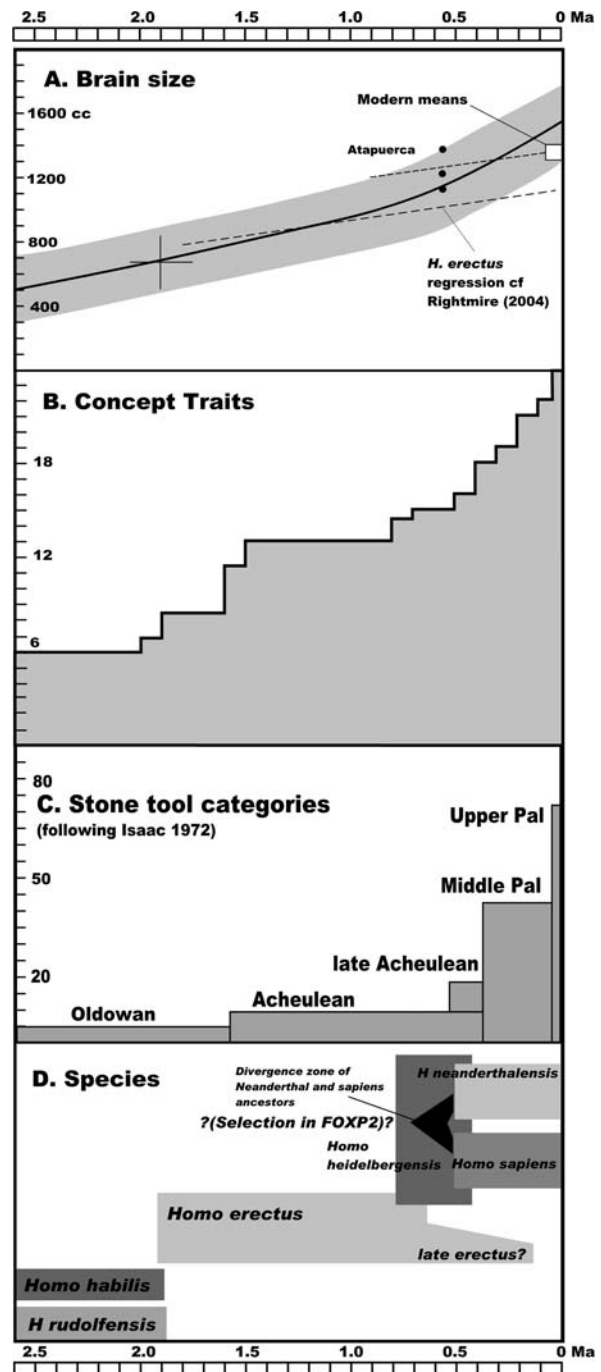 2.5 2.0 1.5 1.0 0.5 0 Ma
A. Brain size
1600 cc
1200
800
400
Modern means
Atapuerca
H. erectus
regression cf
Rightmire (2004)
B. Concept Traits
18
12
6
80
C. Stone tool categories
(following Isaac 1972)
50
20
Upper Pal
Middle Pal
late Acheulean
Acheulean
Oldowan
D. Species
Divergence zone of
Neanderthal and sapiens
ancestors
?(Selection in FOXP2)?
H neanderthalensis
Homo
heidelbergensis
Homo sapiens
Homo erectus
late erectus?
Homo habilis
H rudolfensis
2.5 2.0 1.5 1.0 0.5 0 Ma